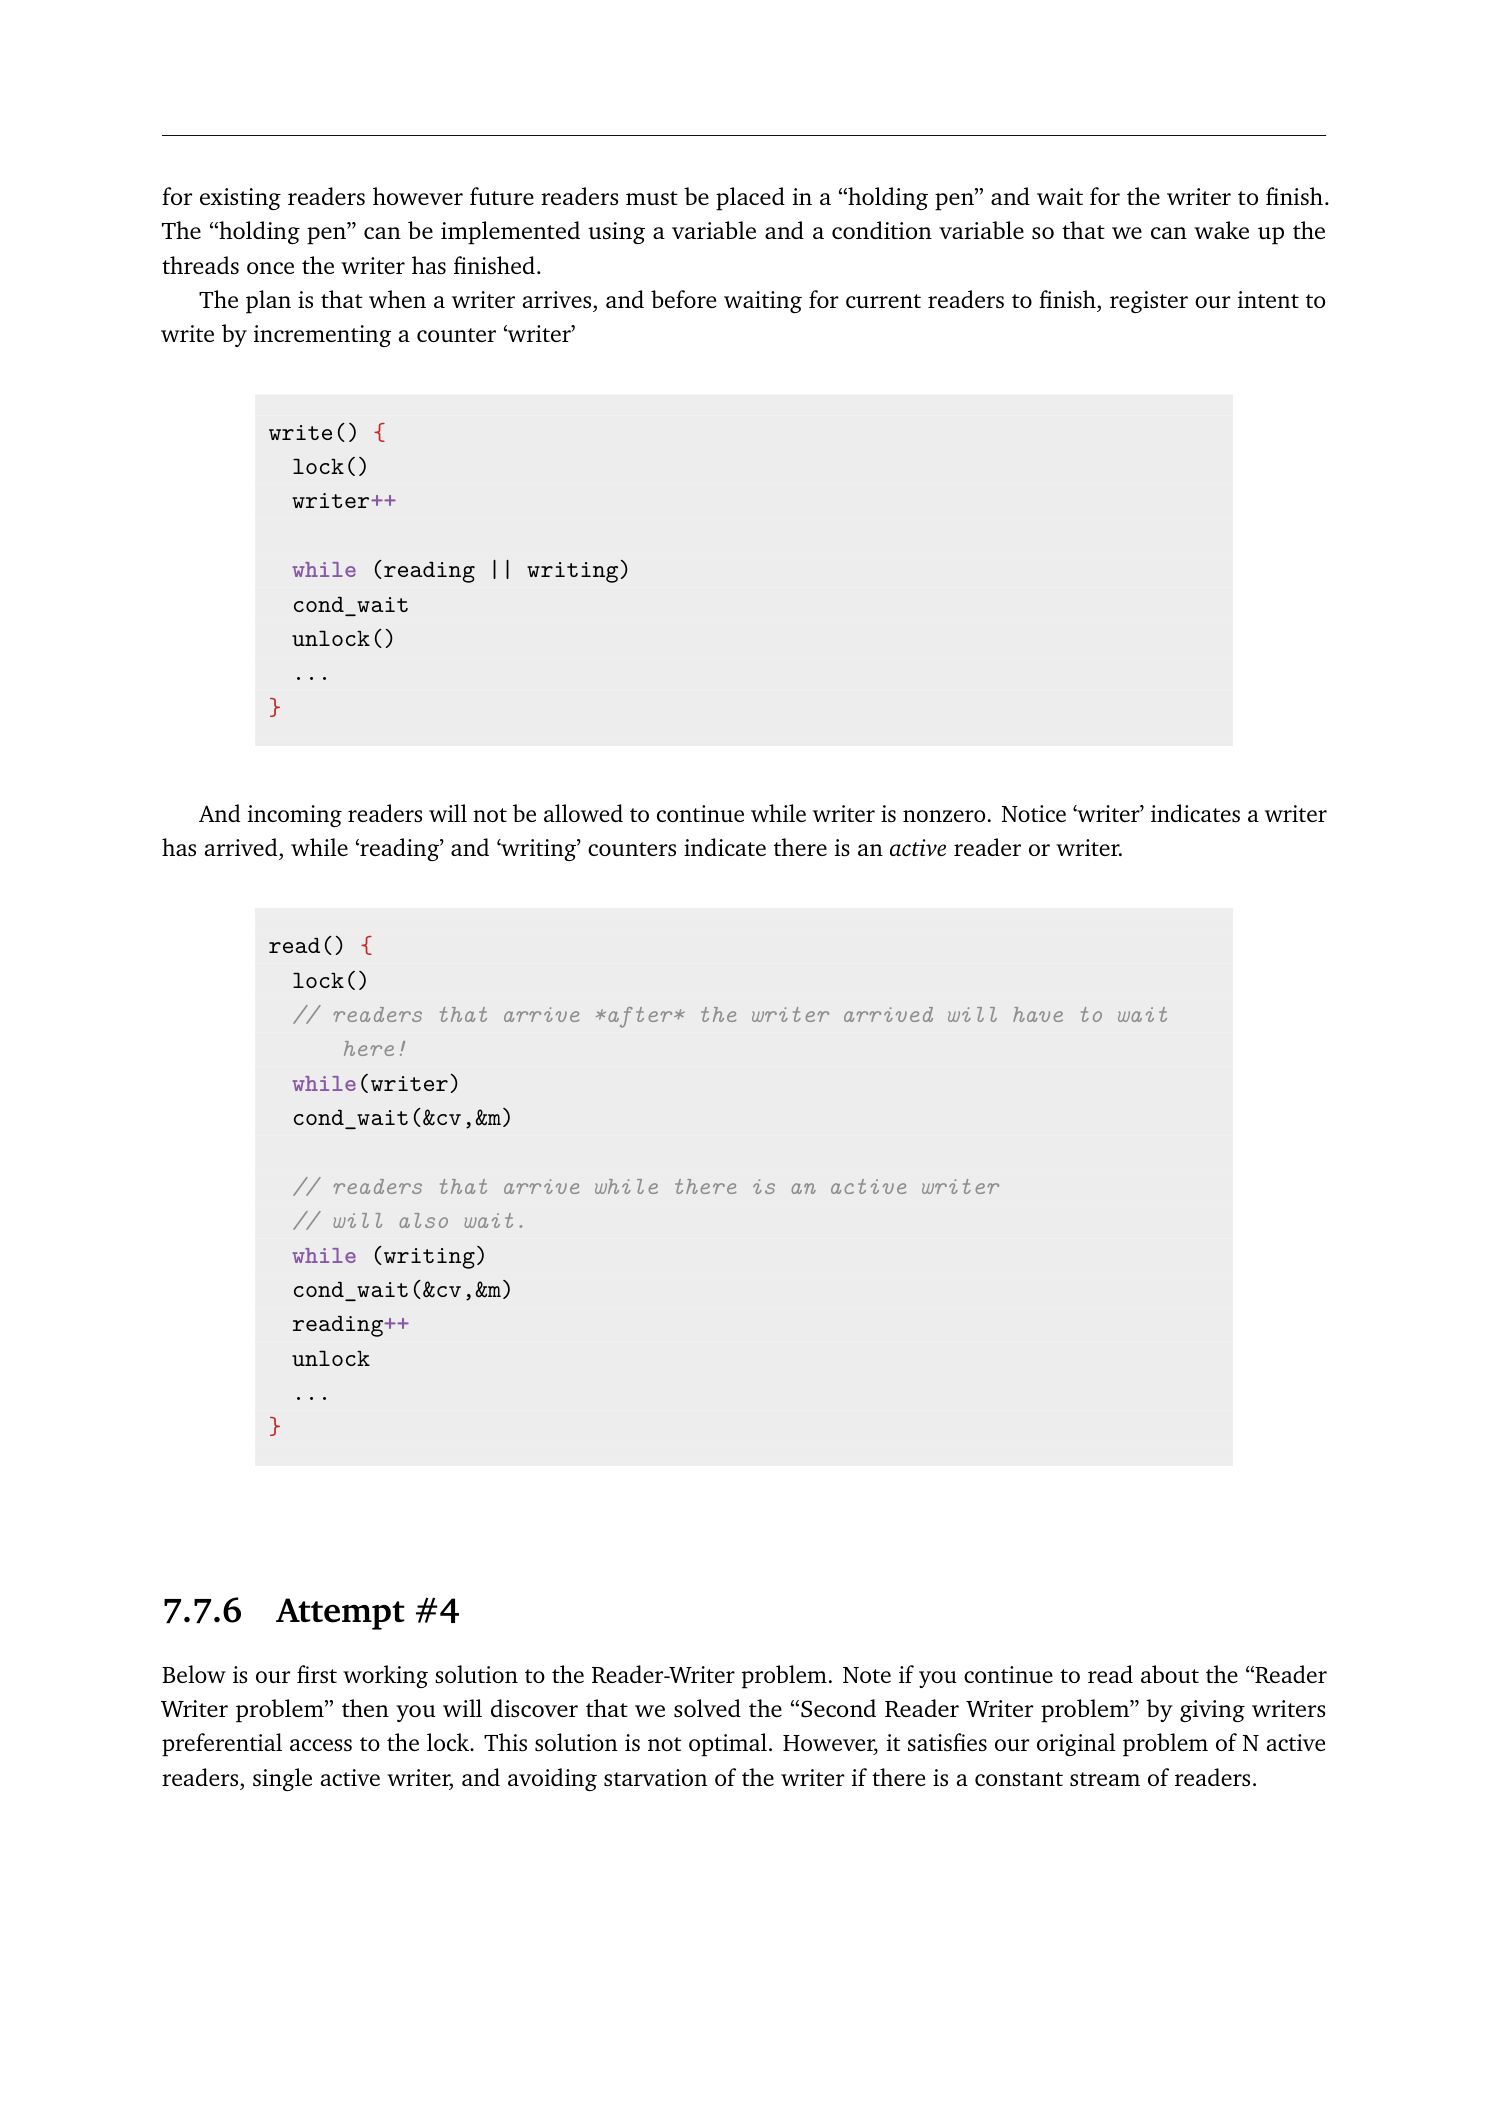 for existing readers however future readers must be placed in a “holding pen” and wait for the writer to finish.
The “holding pen” can be implemented using a variable and a condition variable so that we can wake up the
threads once the writer has finished.
The plan is that when a writer arrives, and before waiting for current readers to finish, register our intent to
write by incrementing a counter ‘writer’
write() {
lock()
writer++
while (reading || writing)
cond_wait
unlock()
...
}
And incoming readers will not be allowed to continue while writer is nonzero. Notice ‘writer’ indicates a writer
has arrived, while ‘reading’ and ‘writing’ counters indicate there is an active reader or writer.
read() {
lock()
// readers that arrive *after* the writer arrived will have to wait
here!
while(writer)
cond_wait(&cv,&m)
// readers that arrive while there is an active writer
// will also wait.
while (writing)
cond_wait(&cv,&m)
reading++
unlock
...
}
7.7.6 Attempt #4
Below is our first working solution to the Reader-Writer problem. Note if you continue to read about the “Reader
Writer problem” then you will discover that we solved the “Second Reader Writer problem” by giving writers
preferential access to the lock. This solution is not optimal. However, it satisfies our original problem of N active
readers, single active writer, and avoiding starvation of the writer if there is a constant stream of readers.